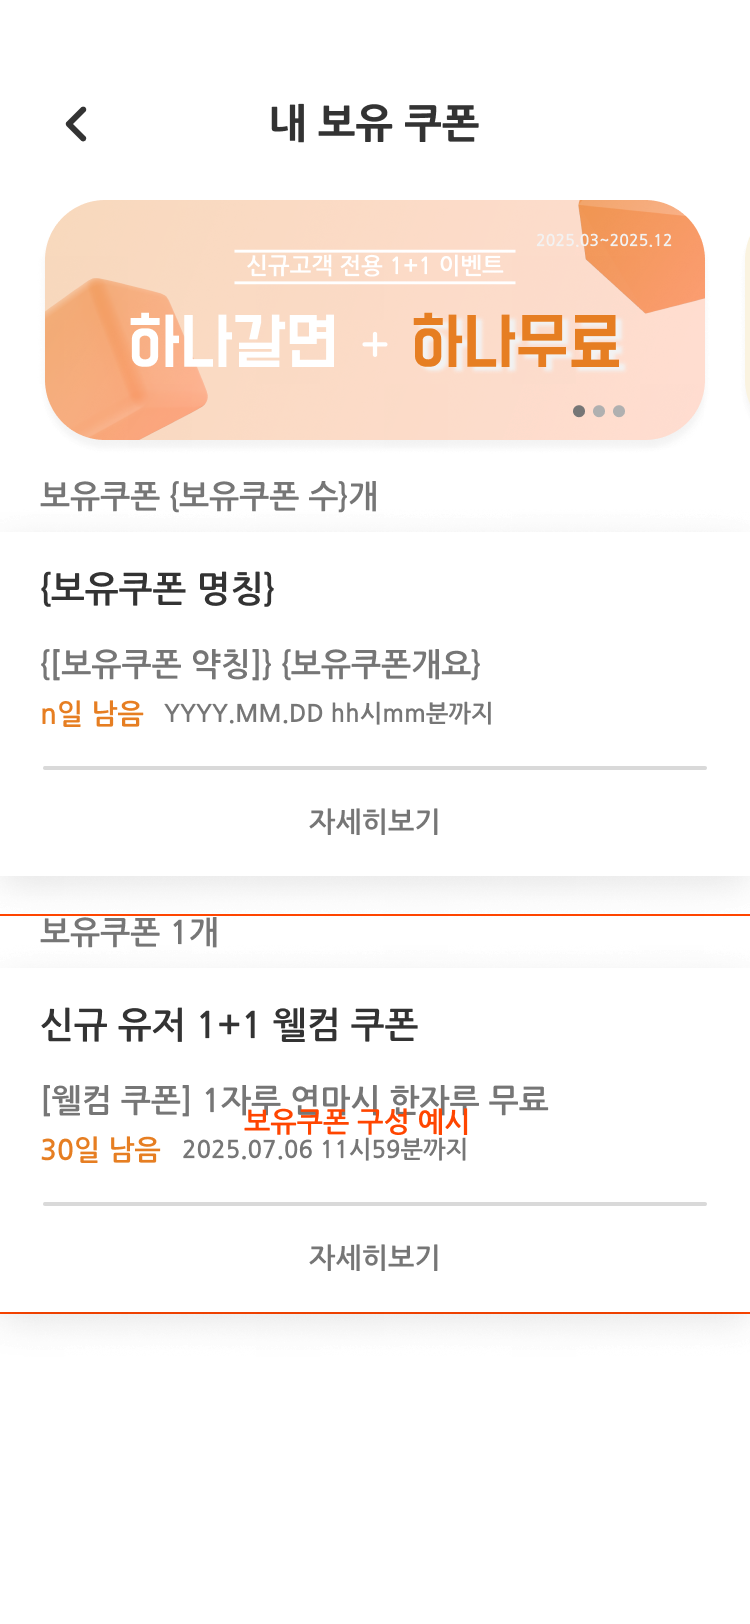 내 보유 쿠폰
2025.03~2025.12
신규고객 전용 1+1 이벤트
하나갈면 + 하나무료
보유쿠폰 {보유쿠폰 수}개
{보유쿠폰 명칭}
{[보유쿠폰 약칭]} {보유쿠폰개요}
n일 남음 YYYY.MM.DD hh시mm분까지
자세히보기
보유쿠폰 1개
신규 유저 1+1 웰컴 쿠폰
[웰컴 쿠폰] 1자루 연마시 한자루 무료
보유쿠폰 구성 예시
30일 남음 2025.07.06 11시59분까지
자세히보기